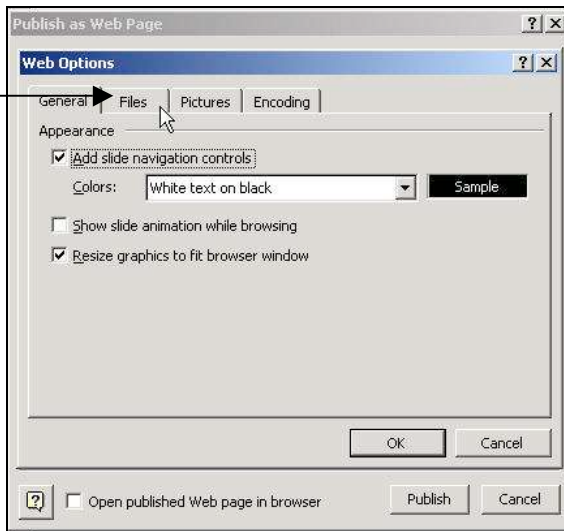 Publish as Web Page
Web Options
General Files Pictures Encoding
Appearance
Add slide navigation controls
Colors: White text on black Sample
Show slide animation while browsing
Resize graphics to fit browser window
OK Cancel
Open published Web page in browser Publish Cancel